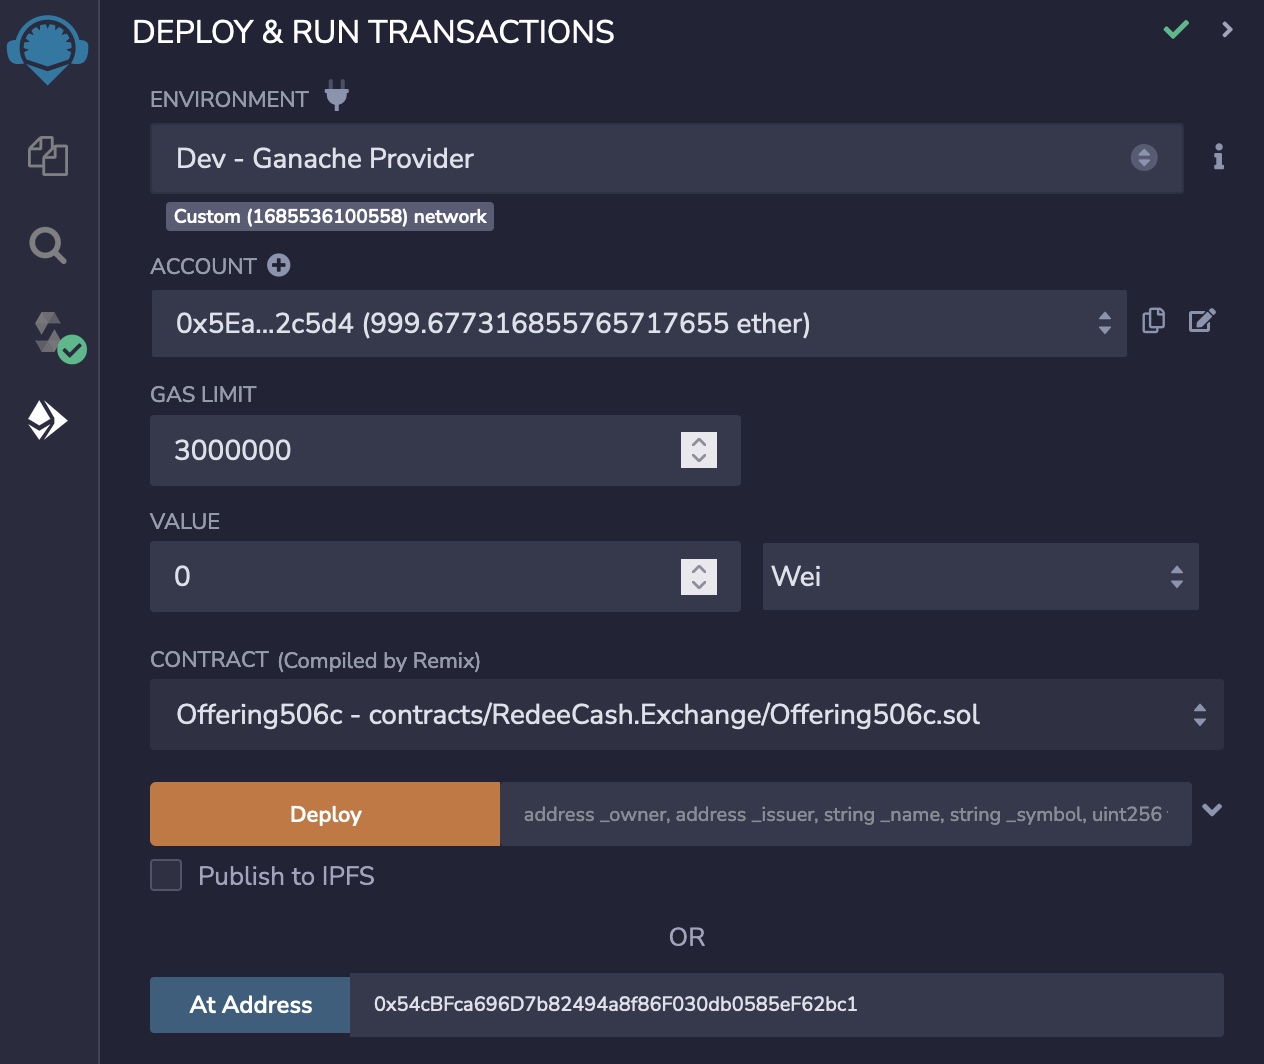 DEPLOY & RUN TRANSACTIONS
ENVIRONMENT
Dev - Ganache Provider
Custom (1685536100558) network
ACCOUNT
0x5Ea...2c5d4 (999.677316855765717655 ether)
GAS LIMIT
3000000
VALUE
0 Wei
CONTRACT (Compiled by Remix)
Offering506c - contracts/RedeeCash.Exchange/Offering506c.sol
Deploy address _owner, address _issuer, string _name, string _symbol, uint256
Publish to IPFS
OR
At Address 0x54cBFca696D7b82494a8f86F030db0585eF62bc1